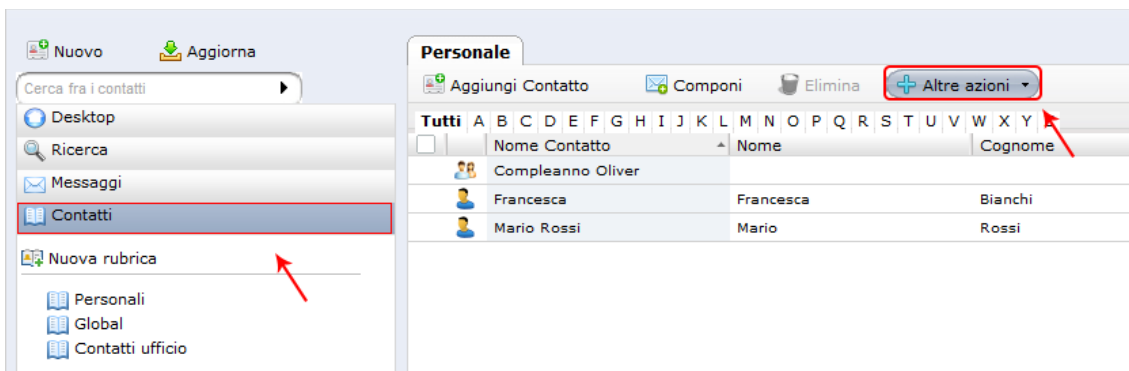 Nuovo Aggiorna
Cerca fra i contatti
Desktop
Ricerca
Messaggi
Contatti
Nuova rubrica
Personali
Global
Contatti ufficio
Personale
Aggiungi Contatto Componi Elimina Altre azioni
Tutti A B C D E F G H I J K L M N O P Q R S T U V W X Y
Nome Contatto Nome Cognome
Compleanno Oliver
Francesca Francesca Bianchi
Mario Rossi Mario Rossi